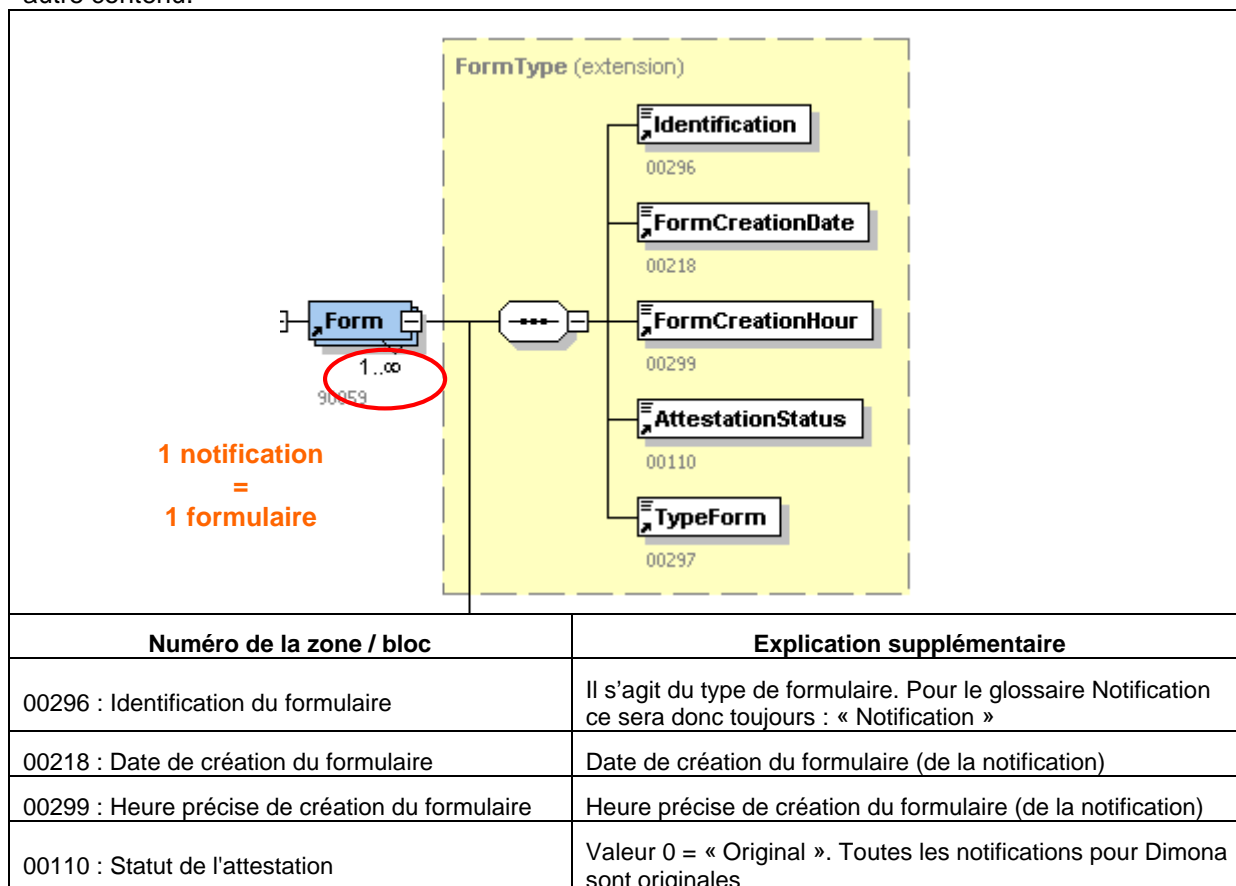 autre contenu.
FormType (extension)
Identification
00296
FormCreationDate
00218
Form
FormCreationHour
1..∞
00299
90059
AttestationStatus
00110
1 notification
=
1 formulaire
TypeForm
00297
Numéro de la zone / bloc
Explication supplémentaire
00296 : Identification du formulaire
Il s’agit du type de formulaire. Pour le glossaire Notification
ce sera donc toujours : « Notification »
00218 : Date de création du formulaire
Date de création du formulaire (de la notification)
00299 : Heure précise de création du formulaire
Heure précise de création du formulaire (de la notification)
00110 : Statut de l'attestation
Valeur 0 = « Original ». Toutes les notifications pour Dimona
sont originales